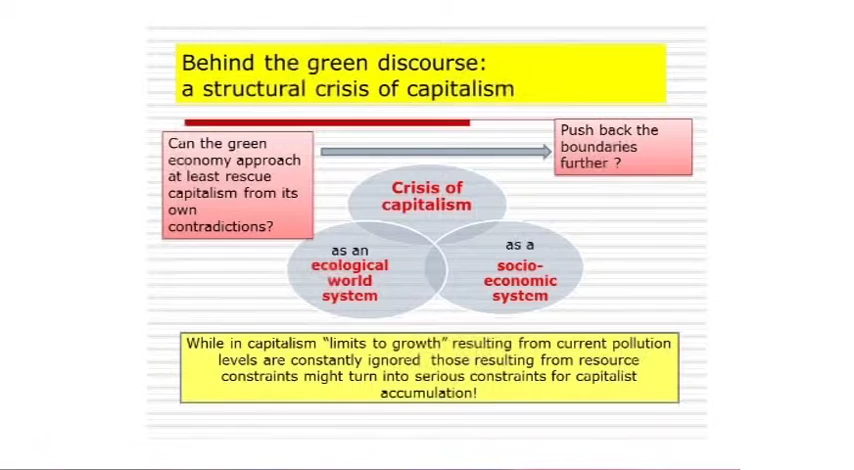 Behind the green discourse:
a structural crisis of capitalism
Can the green
economy approach
at least rescue
capitalism from its
own
contradictions?
Push back the
boundaries
further ?
Crisis of
capitalism
as an
ecological
world
system
as a
socio-
economic
system
While in capitalism “limits to growth” resulting from current pollution
levels are constantly ignored those resulting from resource
constraints might turn into serious constraints for capitalist
accumulation!